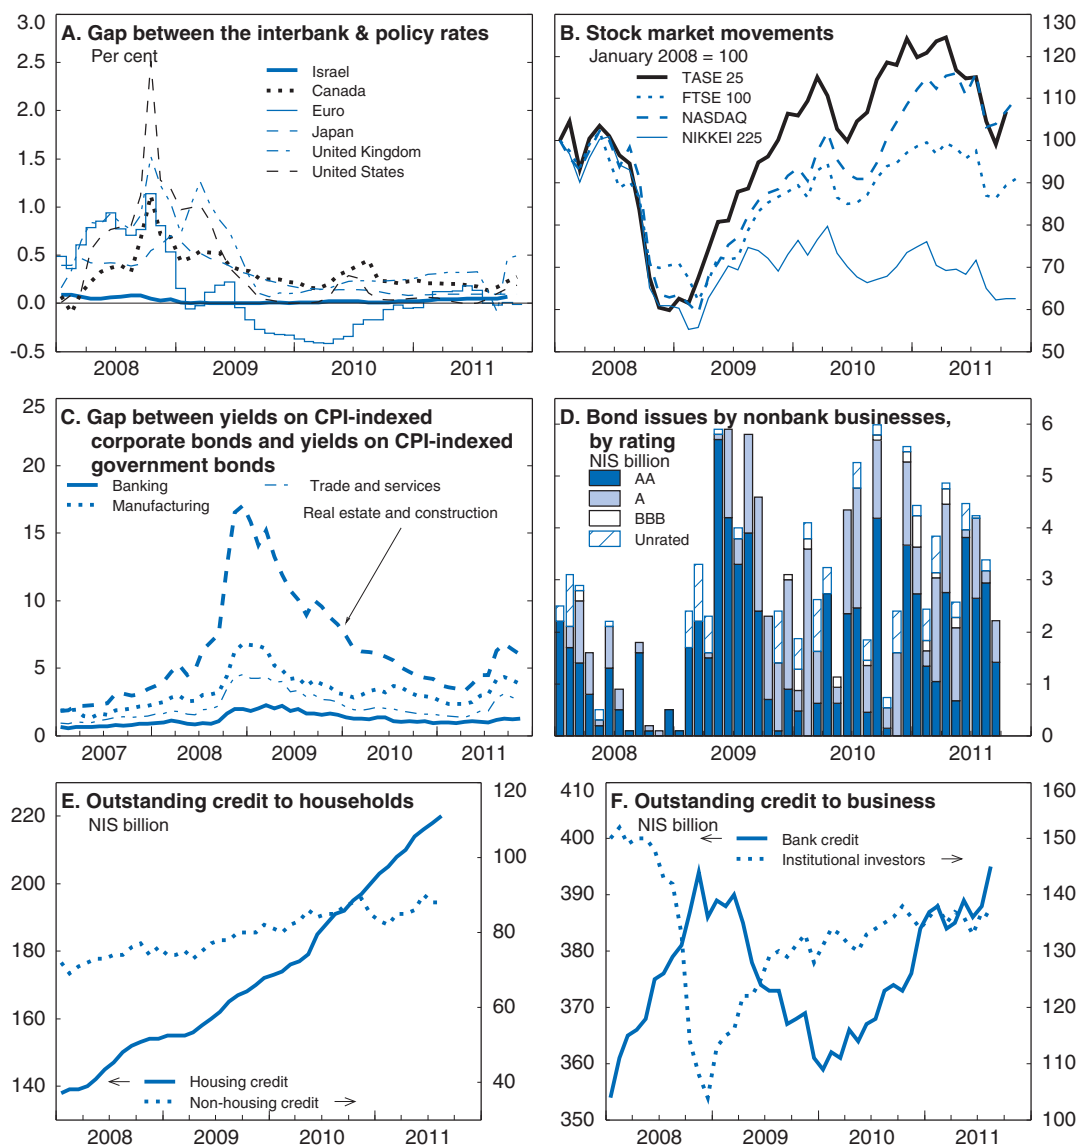 A. Gap between the interbank & policy rates
Per cent
3.0
2.5
2.0
1.5
1.0
0.5
0.0
-0.5
Israel
Canada
Euro
Japan
United Kingdom
United States
2008 2009 2010 2011
B. Stock market movements
January 2008 = 100
TASE 25
FTSE 100
NASDAQ
NIKKEI 225
130
120
110
100
90
80
70
60
50
2008 2009 2010 2011
C. Gap between yields on CPI-indexed
corporate bonds and yields on CPI-indexed
government bonds
25
20
15
10
5
0
Banking
Manufacturing
Trade and services
Real estate and construction
2007 2008 2009 2010 2011
D. Bond issues by nonbank businesses,
by rating
NIS billion
AA
A
BBB
Unrated
6
5
4
3
2
1
0
2008 2009 2010 2011
E. Outstanding credit to households
NIS billion
220
200
180
160
140
120
100
80
60
40
Housing credit
Non-housing credit
2008 2009 2010 2011
F. Outstanding credit to business
NIS billion
Bank credit
Institutional investors
410
400
390
380
370
360
350
160
150
140
130
120
110
100
2008 2009 2010 2011